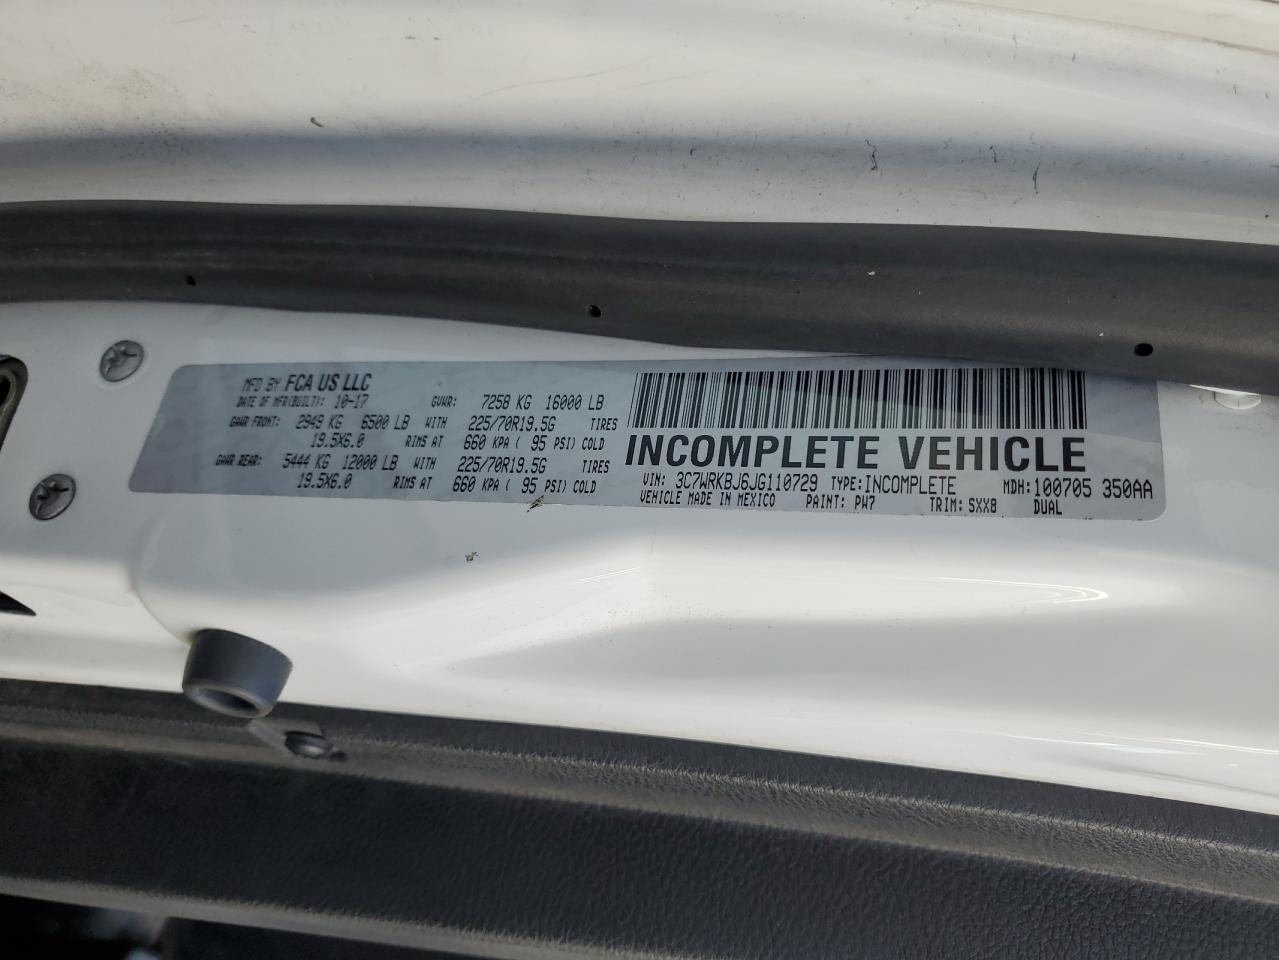 MFD BY FCA US LLC
DATE OF MFR(BUILT): 10-17 GVWR: 7258 KG 16000 LB
GAWR FRONT: 2949 KG 6500 LB WITH 225/70R19.5G TIRES
19.5X6.0 RIMS AT 660 KPA ( 95 PSI) COLD
GAWR REAR: 5444 KG 12000 LB WITH 225/70R19.5G TIRES
19.5X6.0 RIMS AT 660 KPA ( 95 PSI) COLD
INCOMPLETE VEHICLE
VIN: 3C7WRKBJ6JG110729 TYPE: INCOMPLETE MDH: 100705 350AA
VEHICLE MADE IN MEXICO PAINT: PW7 TRIM: SXX8 DUAL